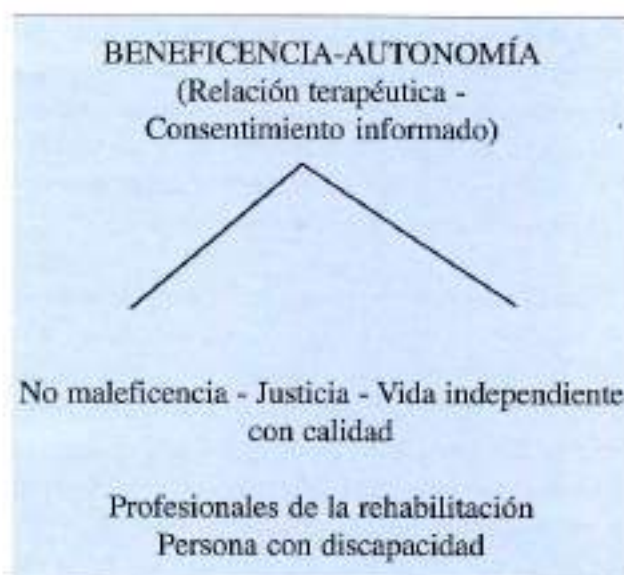 BENEFICENCIA-AUTONOMÍA
(Relación terapéutica -
Consentimiento informado)
No maleficencia - Justicia - Vida independiente
con calidad
Profesionales de la rehabilitación
Persona con discapacidad